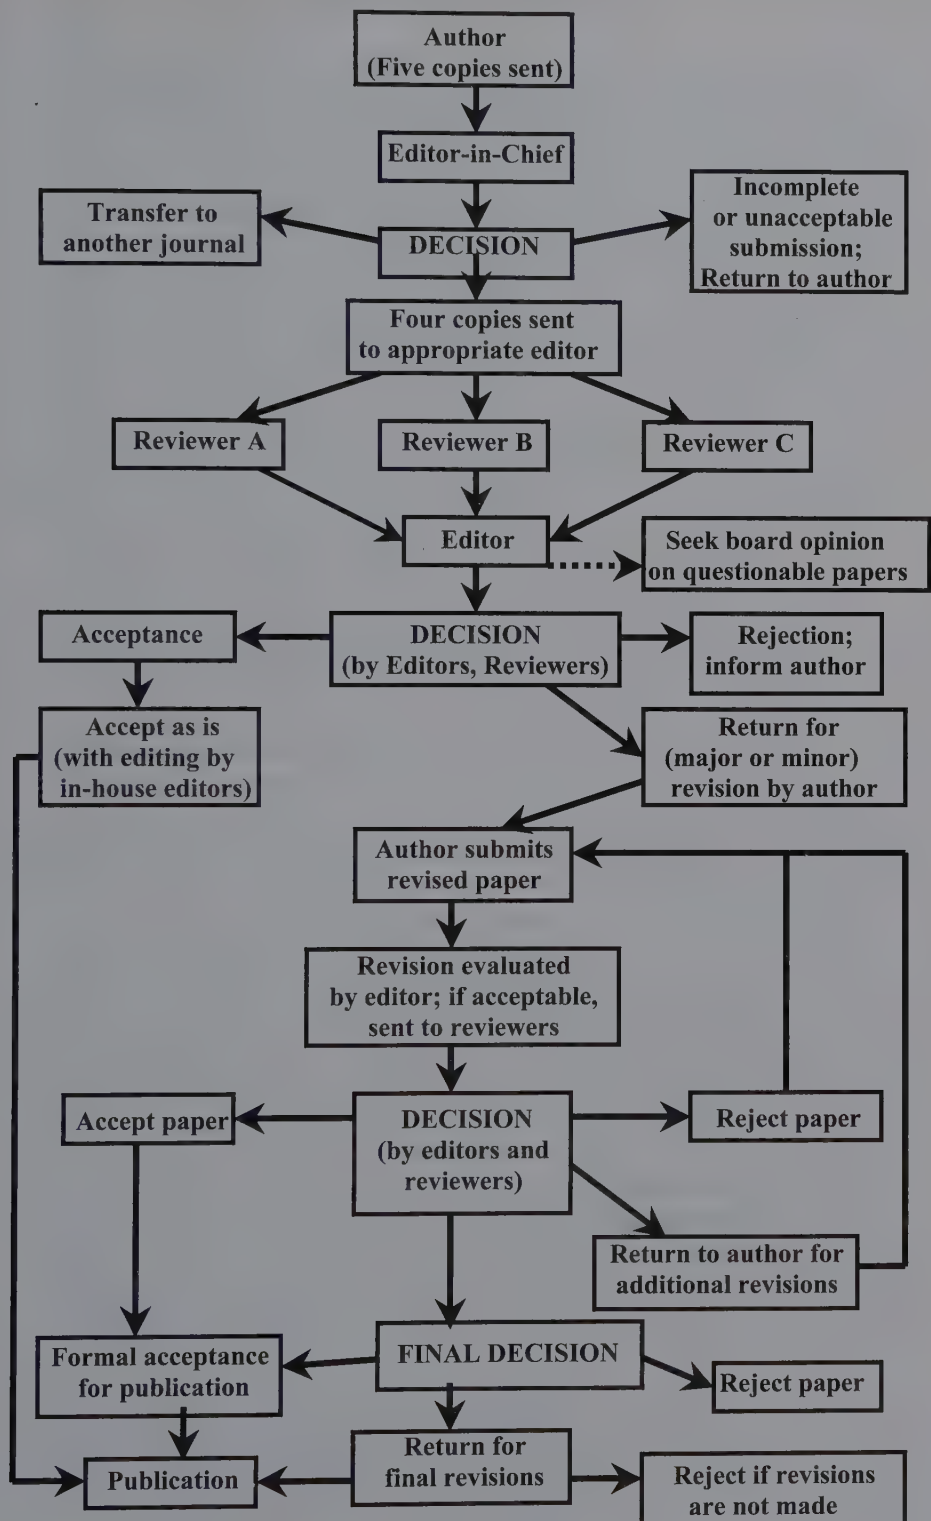 Author
(Five copies sent)
Editor-in-Chief
Transfer to
another journal
DECISION
Incomplete
or unacceptable
submission;
Return to author
Four copies sent
to appropriate editor
Reviewer A
Reviewer B
Reviewer C
Editor
Seek board opinion
on questionable papers
Acceptance
DECISION
(by Editors, Reviewers)
Rejection;
inform author
Accept as is
(with editing by
in-house editors)
Return for
(major or minor)
revision by author
Author submits
revised paper
Revision evaluated
by editor; if acceptable,
sent to reviewers
Accept paper
DECISION
(by editors and
reviewers)
Reject paper
Return to author for
additional revisions
Formal acceptance
for publication
FINAL DECISION
Reject paper
Publication
Return for
final revisions
Reject if revisions
are not made